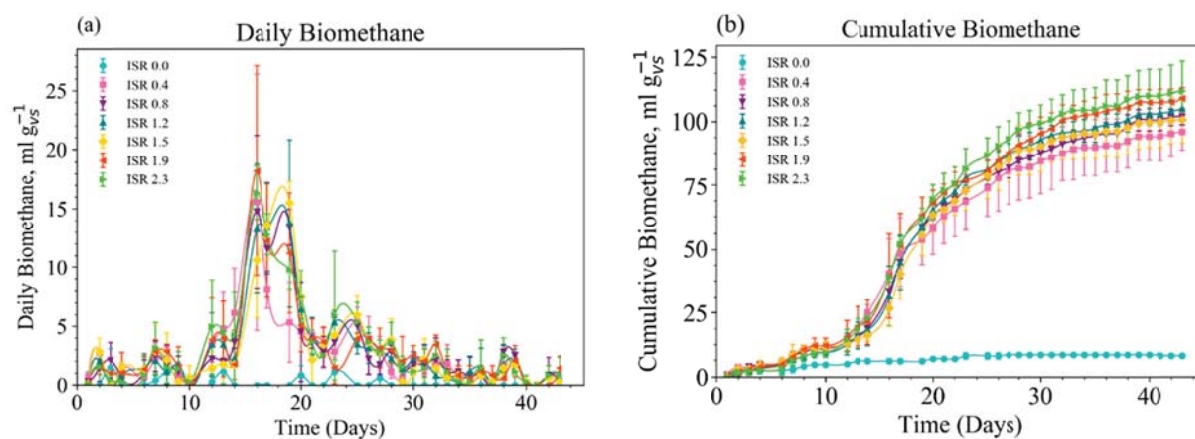 (a)
Daily Biomethane
Daily Biomethane, ml g_vs^-1
25
20
15
10
5
0
ISR 0.0
ISR 0.4
ISR 0.8
ISR 1.2
ISR 1.5
ISR 1.9
ISR 2.3
0
10
20
30
40
Time (Days)
(b)
Cumulative Biomethane
Cumulative Biomethane, ml g_vs^-1
125
100
75
50
25
0
ISR 0.0
ISR 0.4
ISR 0.8
ISR 1.2
ISR 1.5
ISR 1.9
ISR 2.3
10
20
30
40
Time (Days)